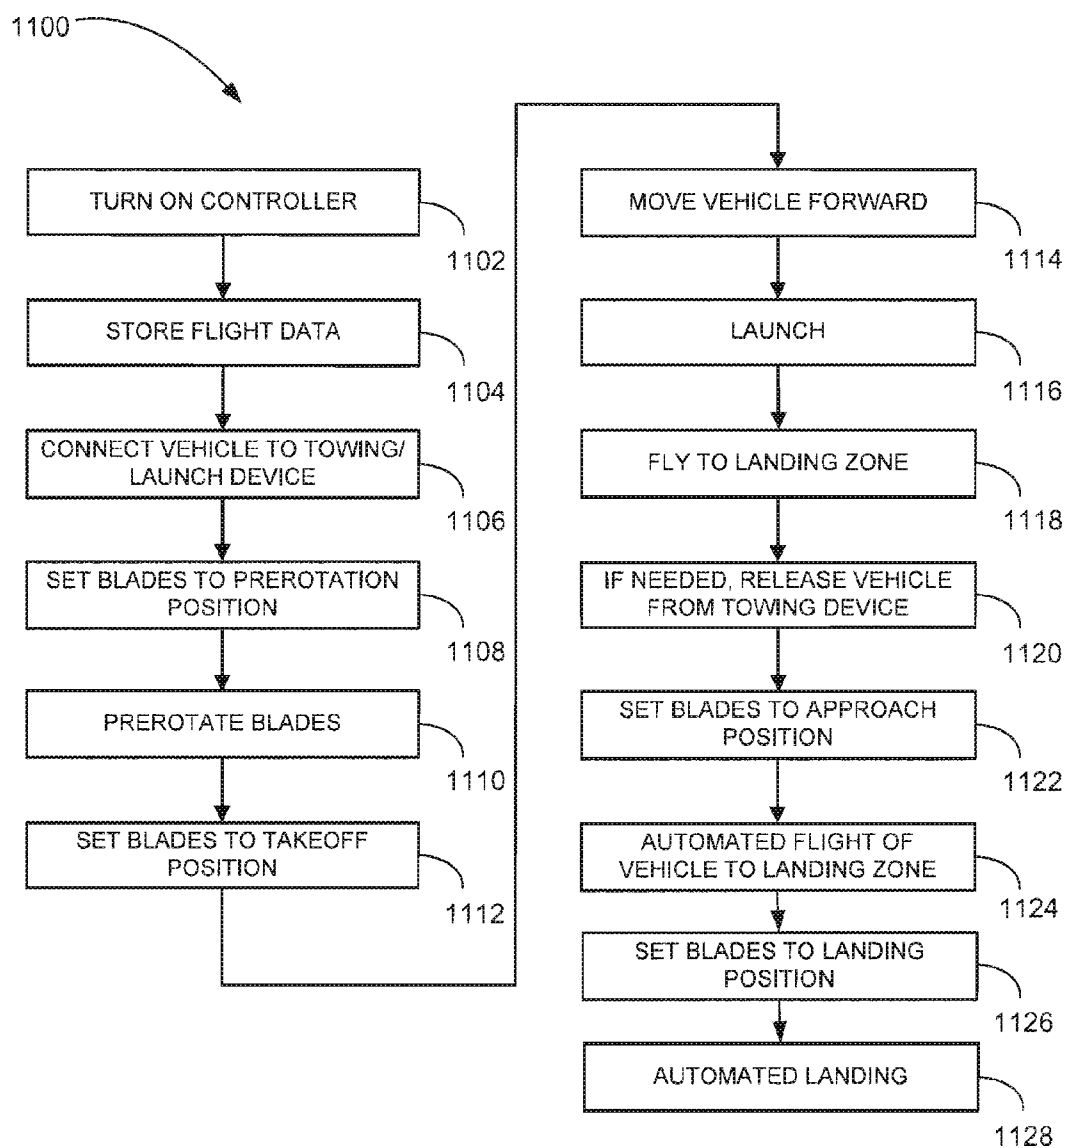 1100
TURN ON CONTROLLER
1102
STORE FLIGHT DATA
1104
CONNECT VEHICLE TO TOWING/
LAUNCH DEVICE
1106
SET BLADES TO PREROTATION
POSITION
1108
PREROTATE BLADES
1110
SET BLADES TO TAKEOFF
POSITION
1112
MOVE VEHICLE FORWARD
1114
LAUNCH
1116
FLY TO LANDING ZONE
1118
IF NEEDED, RELEASE VEHICLE
FROM TOWING DEVICE
1120
SET BLADES TO APPROACH
POSITION
1122
AUTOMATED FLIGHT OF
VEHICLE TO LANDING ZONE
1124
SET BLADES TO LANDING
POSITION
1126
AUTOMATED LANDING
1128